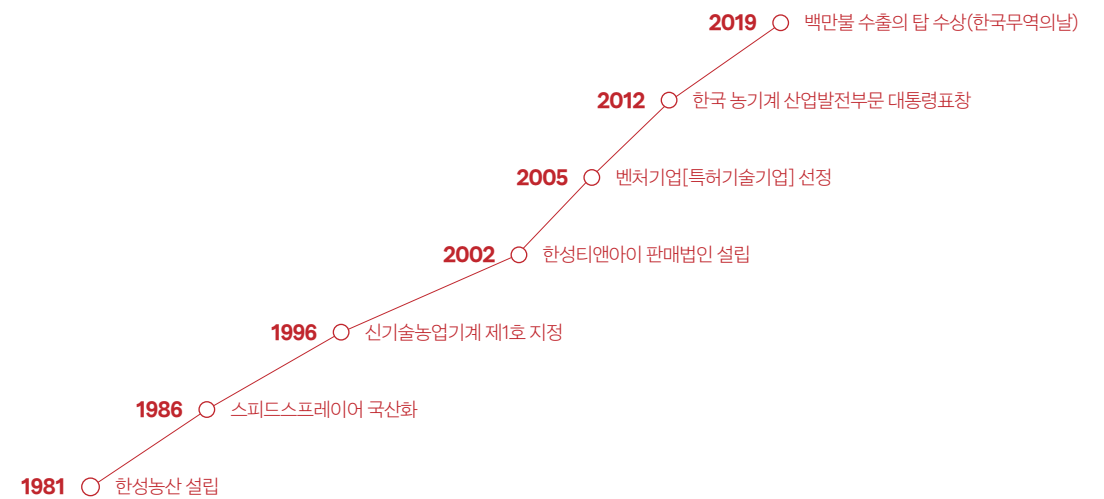 2019 백만불 수출의 탑 수상(한국무역의날)
2012 한국 농기계 산업발전부문 대통령표창
2005 벤처기업[특허기술기업] 선정
2002 한성티앤아이 판매법인 설립
1996 신기술농업기계 제1호 지정
1986 스피드스프레이어 국산화
1981 한성농산 설립